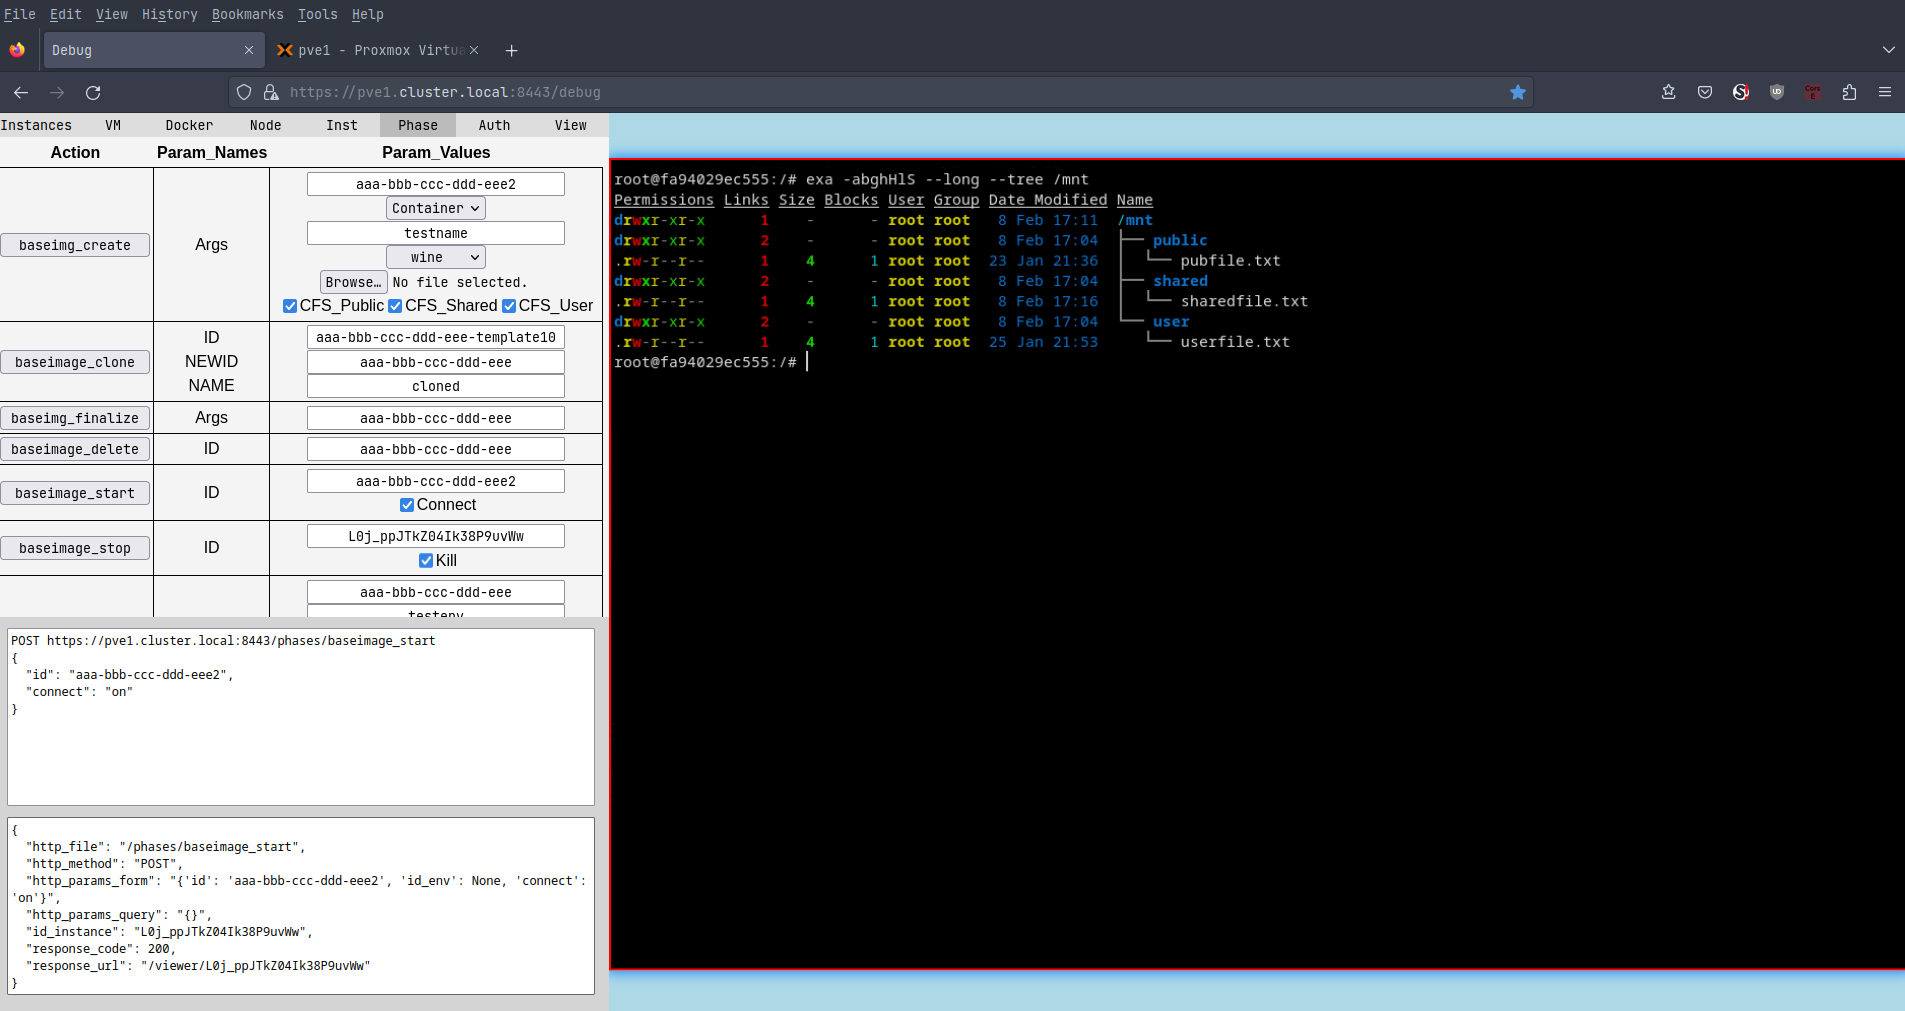 File Edit View History Bookmarks Tools Help
Debug
pve1 - Proxmox Virtua
https://pve1.cluster.local:8443/debug
Instances VM Docker Node Inst Phase Auth View
Action Param_Names Param_Values
baseimg_create Args
aaa-bbb-ccc-ddd-eee2
Container
testname
wine
Browse… No file selected.
CFS_Public CFS_Shared CFS_User
baseimage_clone
ID aaa-bbb-ccc-ddd-eee-template10
NEWID aaa-bbb-ccc-ddd-eee
NAME cloned
baseimg_finalize Args aaa-bbb-ccc-ddd-eee
baseimage_delete ID aaa-bbb-ccc-ddd-eee
baseimage_start ID aaa-bbb-ccc-ddd-eee2
Connect
baseimage_stop ID L0j_ppJTkZ04Ik38P9uvWw
Kill
aaa-bbb-ccc-ddd-eee
testenv
POST https://pve1.cluster.local:8443/phases/baseimage_start
{
"id": "aaa-bbb-ccc-ddd-eee2",
"connect": "on"
}
{
"http_file": "/phases/baseimage_start",
"http_method": "POST",
"http_params_form": "{'id': 'aaa-bbb-ccc-ddd-eee2', 'id_env': None, 'connect':
'on'}",
"http_params_query": "{}",
"id_instance": "L0j_ppJTkZ04Ik38P9uvWw",
"response_code": 200,
"response_url": "/viewer/L0j_ppJTkZ04Ik38P9uvWw"
}
root@fa94029ec555:/# exa -abghHlS --long --tree /mnt
Permissions Links Size Blocks User Group Date Modified Name
drwxr-xr-x 1 - - root root 8 Feb 17:11 /mnt
drwxr-xr-x 2 - - root root 8 Feb 17:04 ├── public
.rw-r--r-- 1 4 1 root root 23 Jan 21:36 │ └── pubfile.txt
drwxr-xr-x 2 - - root root 8 Feb 17:04 ├── shared
.rw-r--r-- 1 4 1 root root 8 Feb 17:16 │ └── sharedfile.txt
drwxr-xr-x 2 - - root root 8 Feb 17:04 └── user
.rw-r--r-- 1 4 1 root root 25 Jan 21:53 └── userfile.txt
root@fa94029ec555:/#